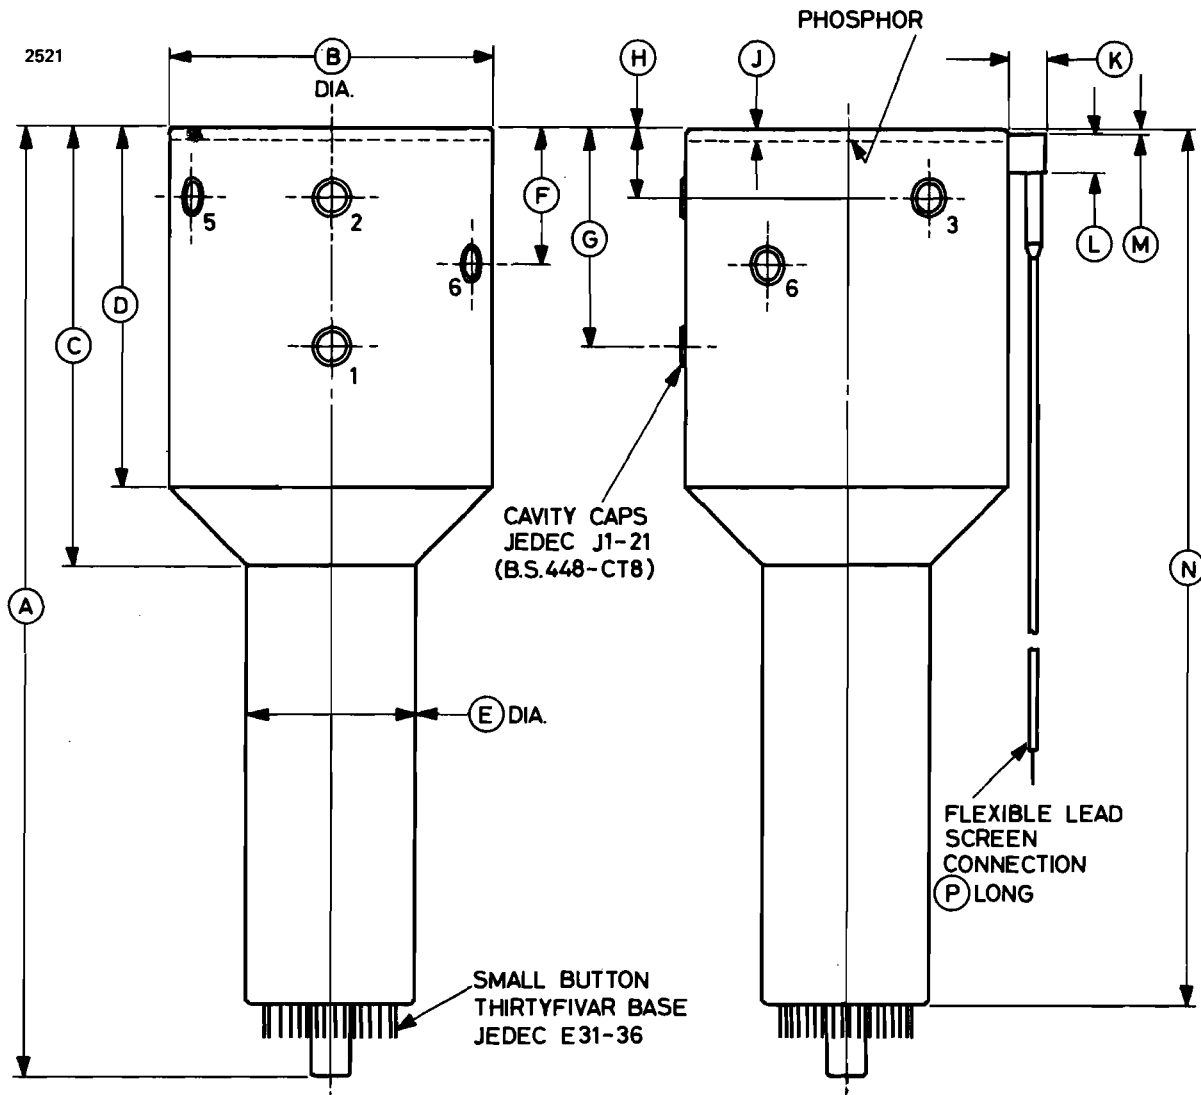 2521
PHOSPHOR
B
DIA.
H
J
K
F
5
2
3
G
L
M
6
6
D
C
1
CAVITY CAPS
JEDEC J1-21
(B.S.448-CT8)
N
A
E DIA.
FLEXIBLE LEAD
SCREEN
CONNECTION
P LONG
SMALL BUTTON
THIRTYFIVAR BASE
JEDEC E31-36